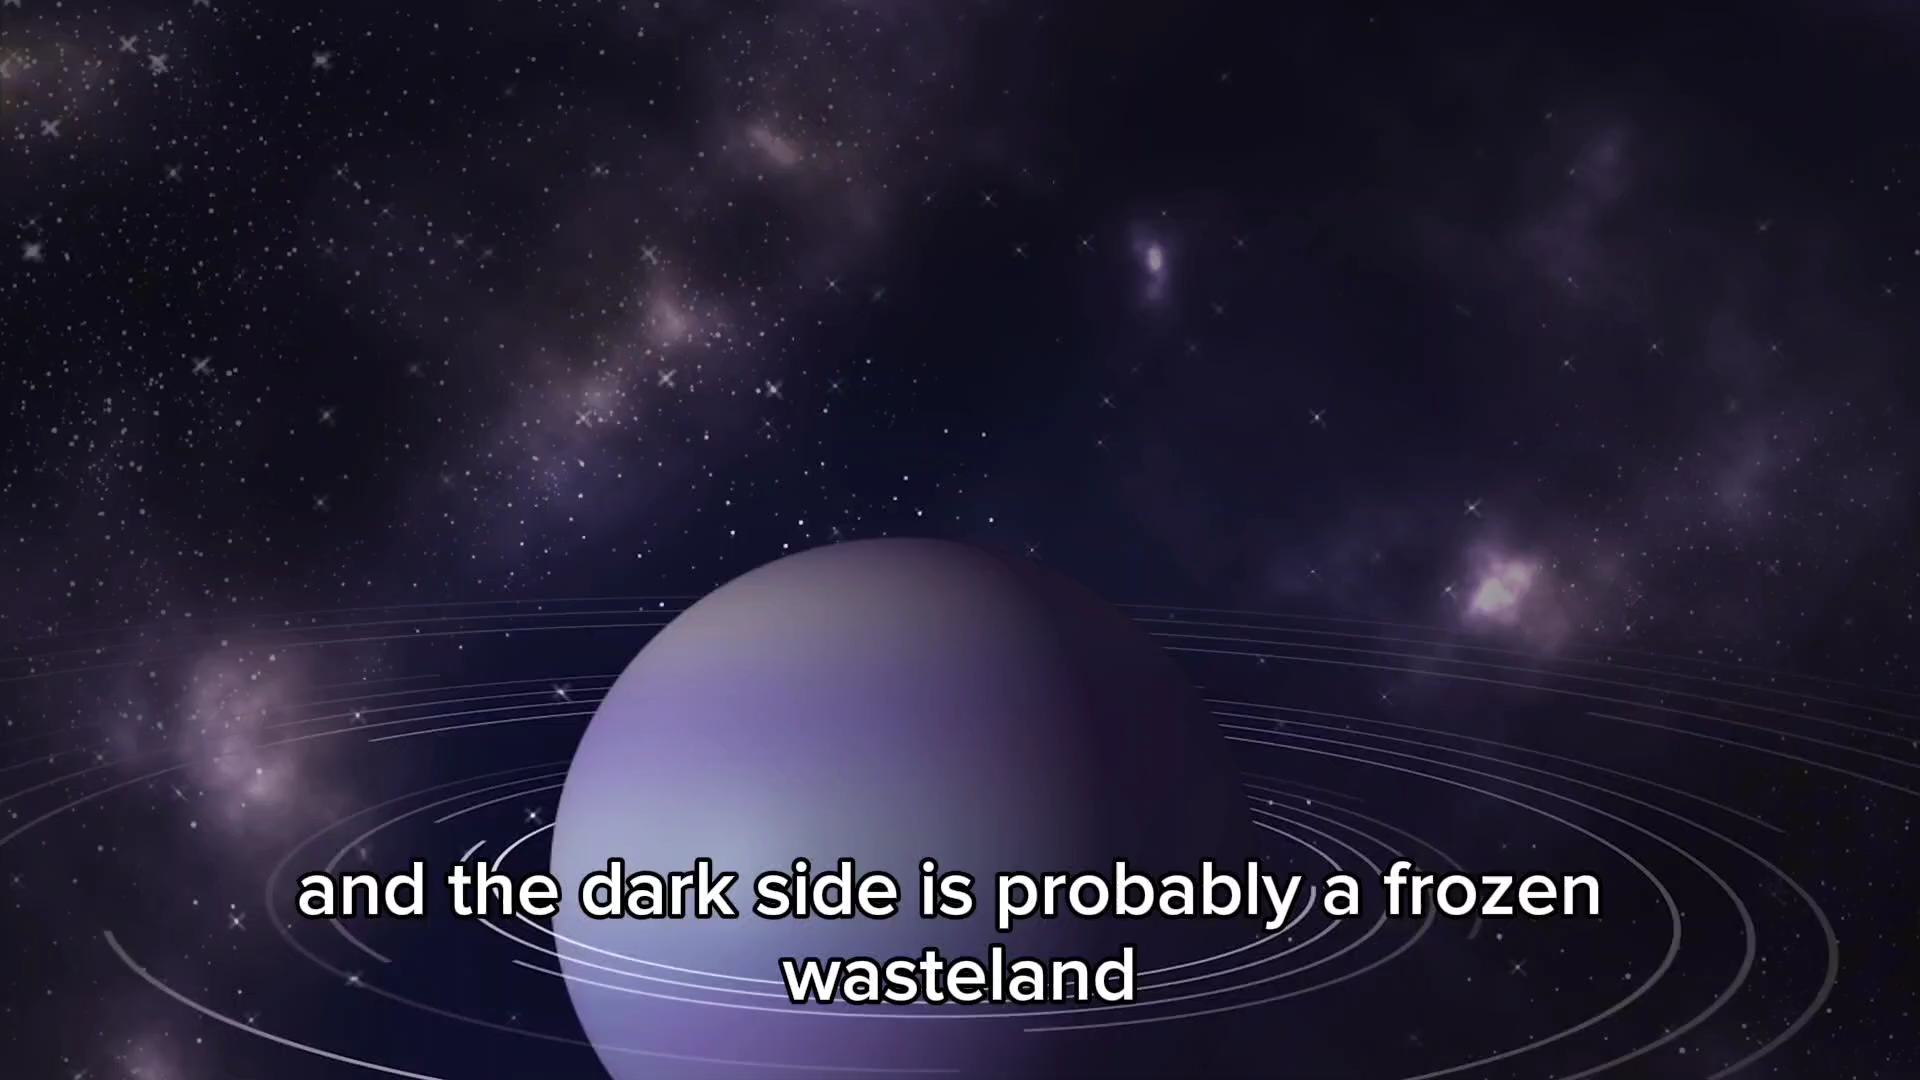 and the dark side is probably a frozen
wasteland